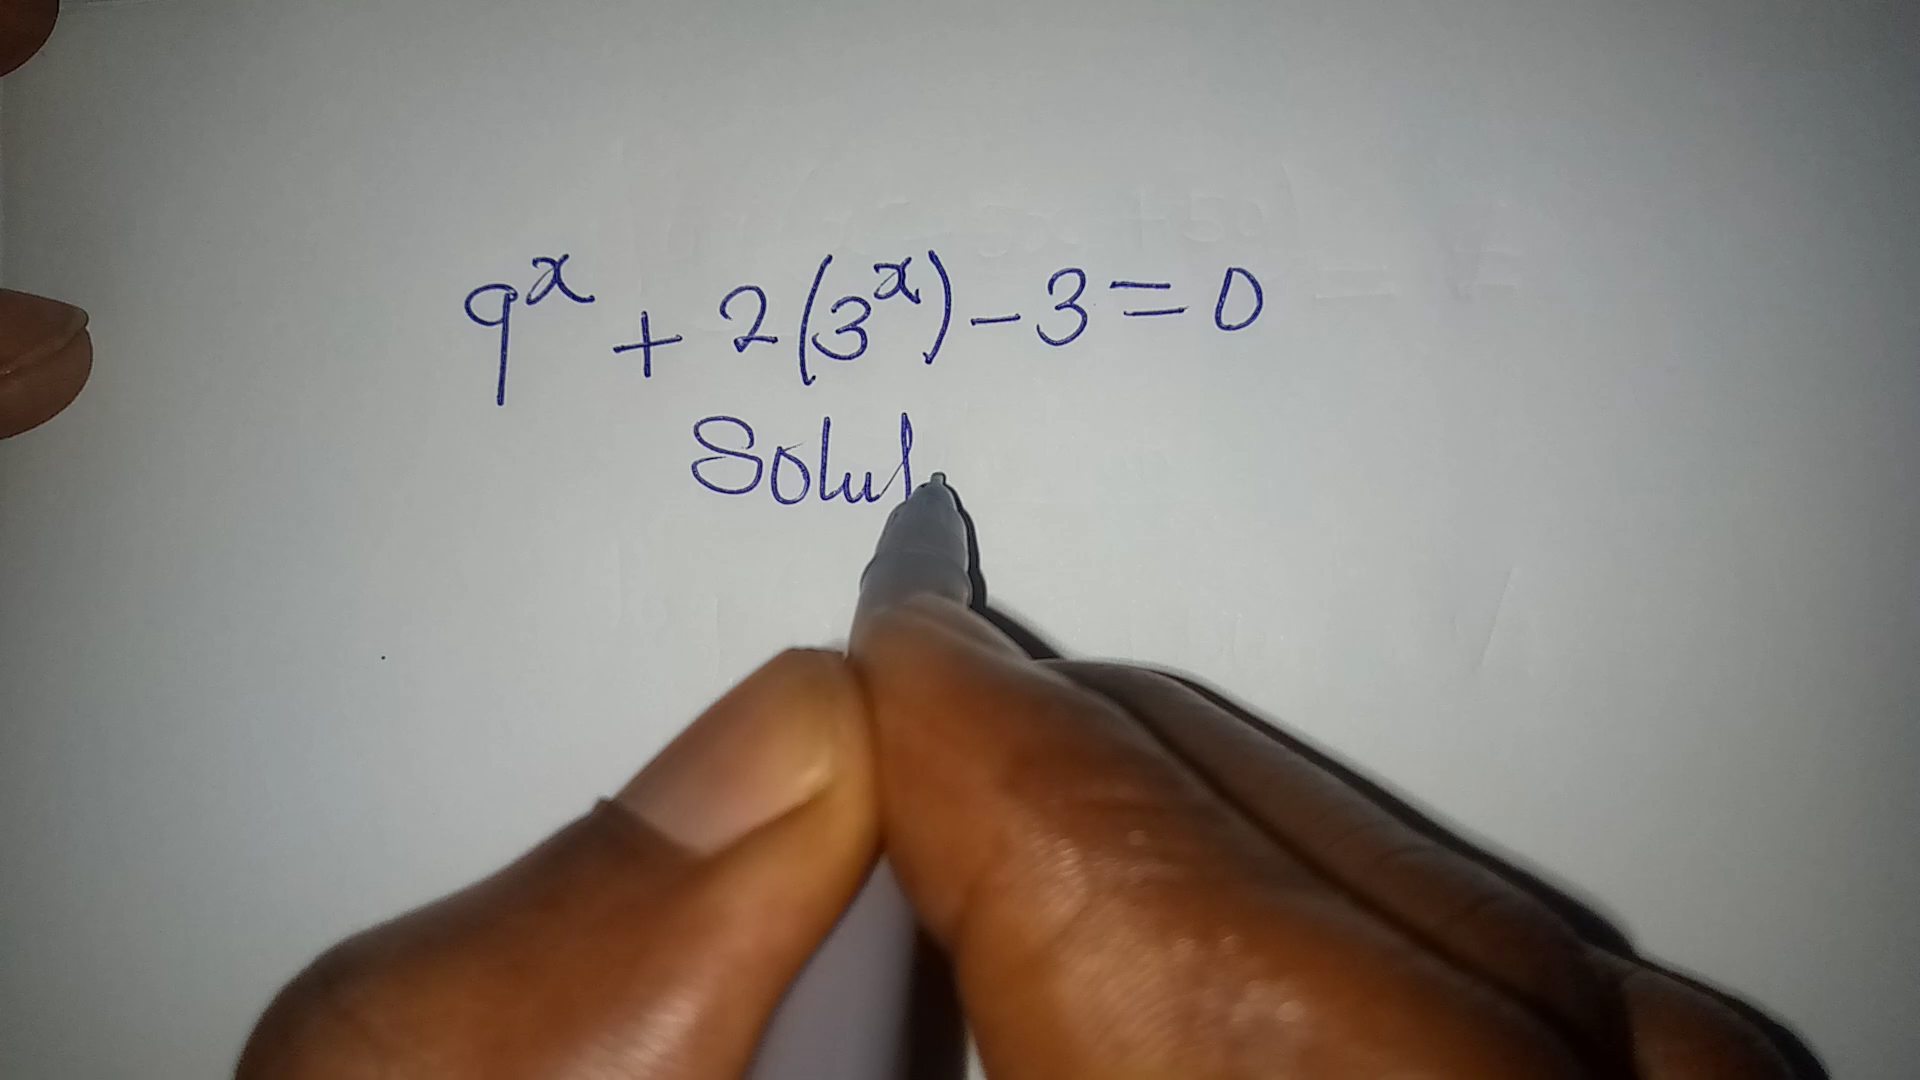 9^x + 2(3^x) - 3 = 0
Solut